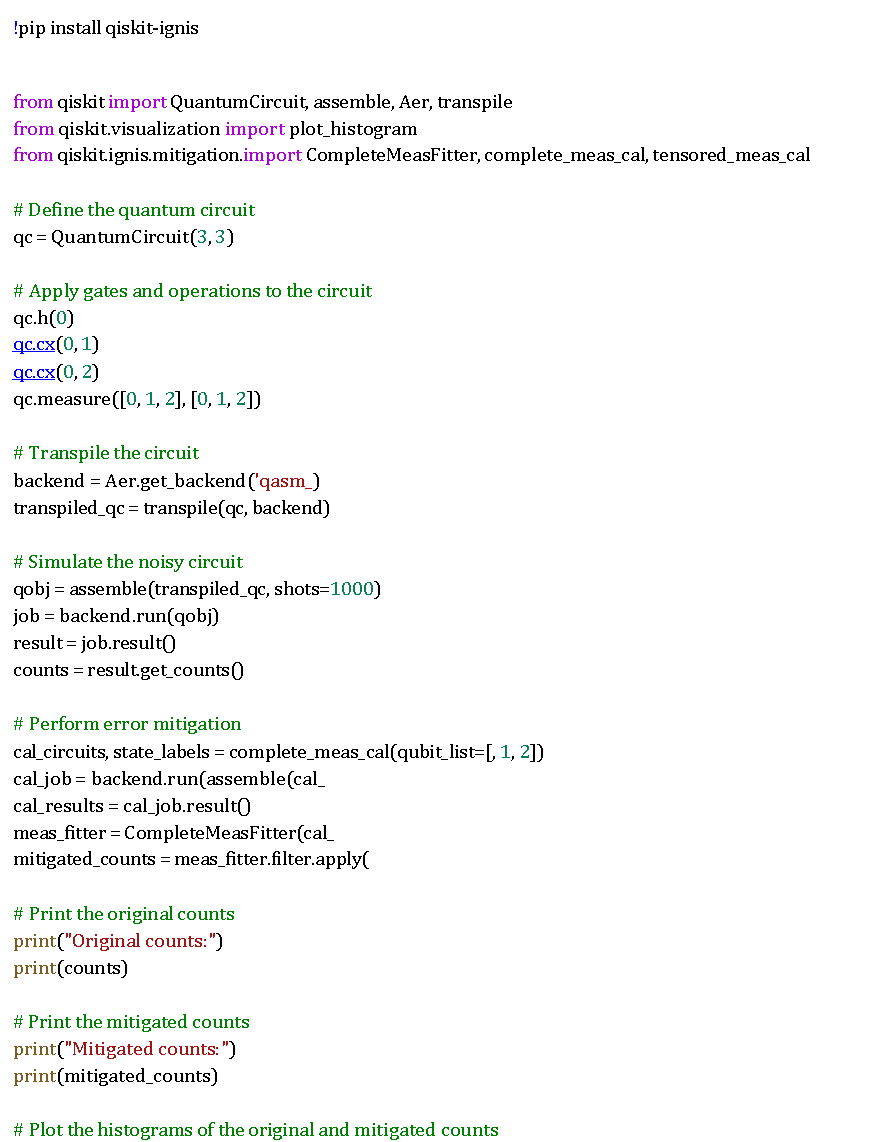 !pip install qiskit-ignis
from qiskit import QuantumCircuit, assemble, Aer, transpile
from qiskit.visualization import plot_histogram
from qiskit.ignis.mitigation.import CompleteMeasFitter, complete_meas_cal, tensored_meas_cal
# Define the quantum circuit
qc = QuantumCircuit(3, 3)
# Apply gates and operations to the circuit
qc.h(0)
qc.cx(0, 1)
qc.cx(0, 2)
qc.measure([0, 1, 2], [0, 1, 2])
# Transpile the circuit
backend = Aer.get_backend('qasm_)
transpiled_qc = transpile(qc, backend)
# Simulate the noisy circuit
qobj = assemble(transpiled_qc, shots=1000)
job = backend.run(qobj)
result = job.result()
counts = result.get_counts()
# Perform error mitigation
cal_circuits, state_labels = complete_meas_cal(qubit_list=[, 1, 2])
cal_job = backend.run(assemble(cal_
cal_results = cal_job.result()
meas_fitter = CompleteMeasFitter(cal_
mitigated_counts = meas_fitter.filter.apply(
# Print the original counts
print("Original counts:")
print(counts)
# Print the mitigated counts
print("Mitigated counts:")
print(mitigated_counts)
# Plot the histograms of the original and mitigated counts